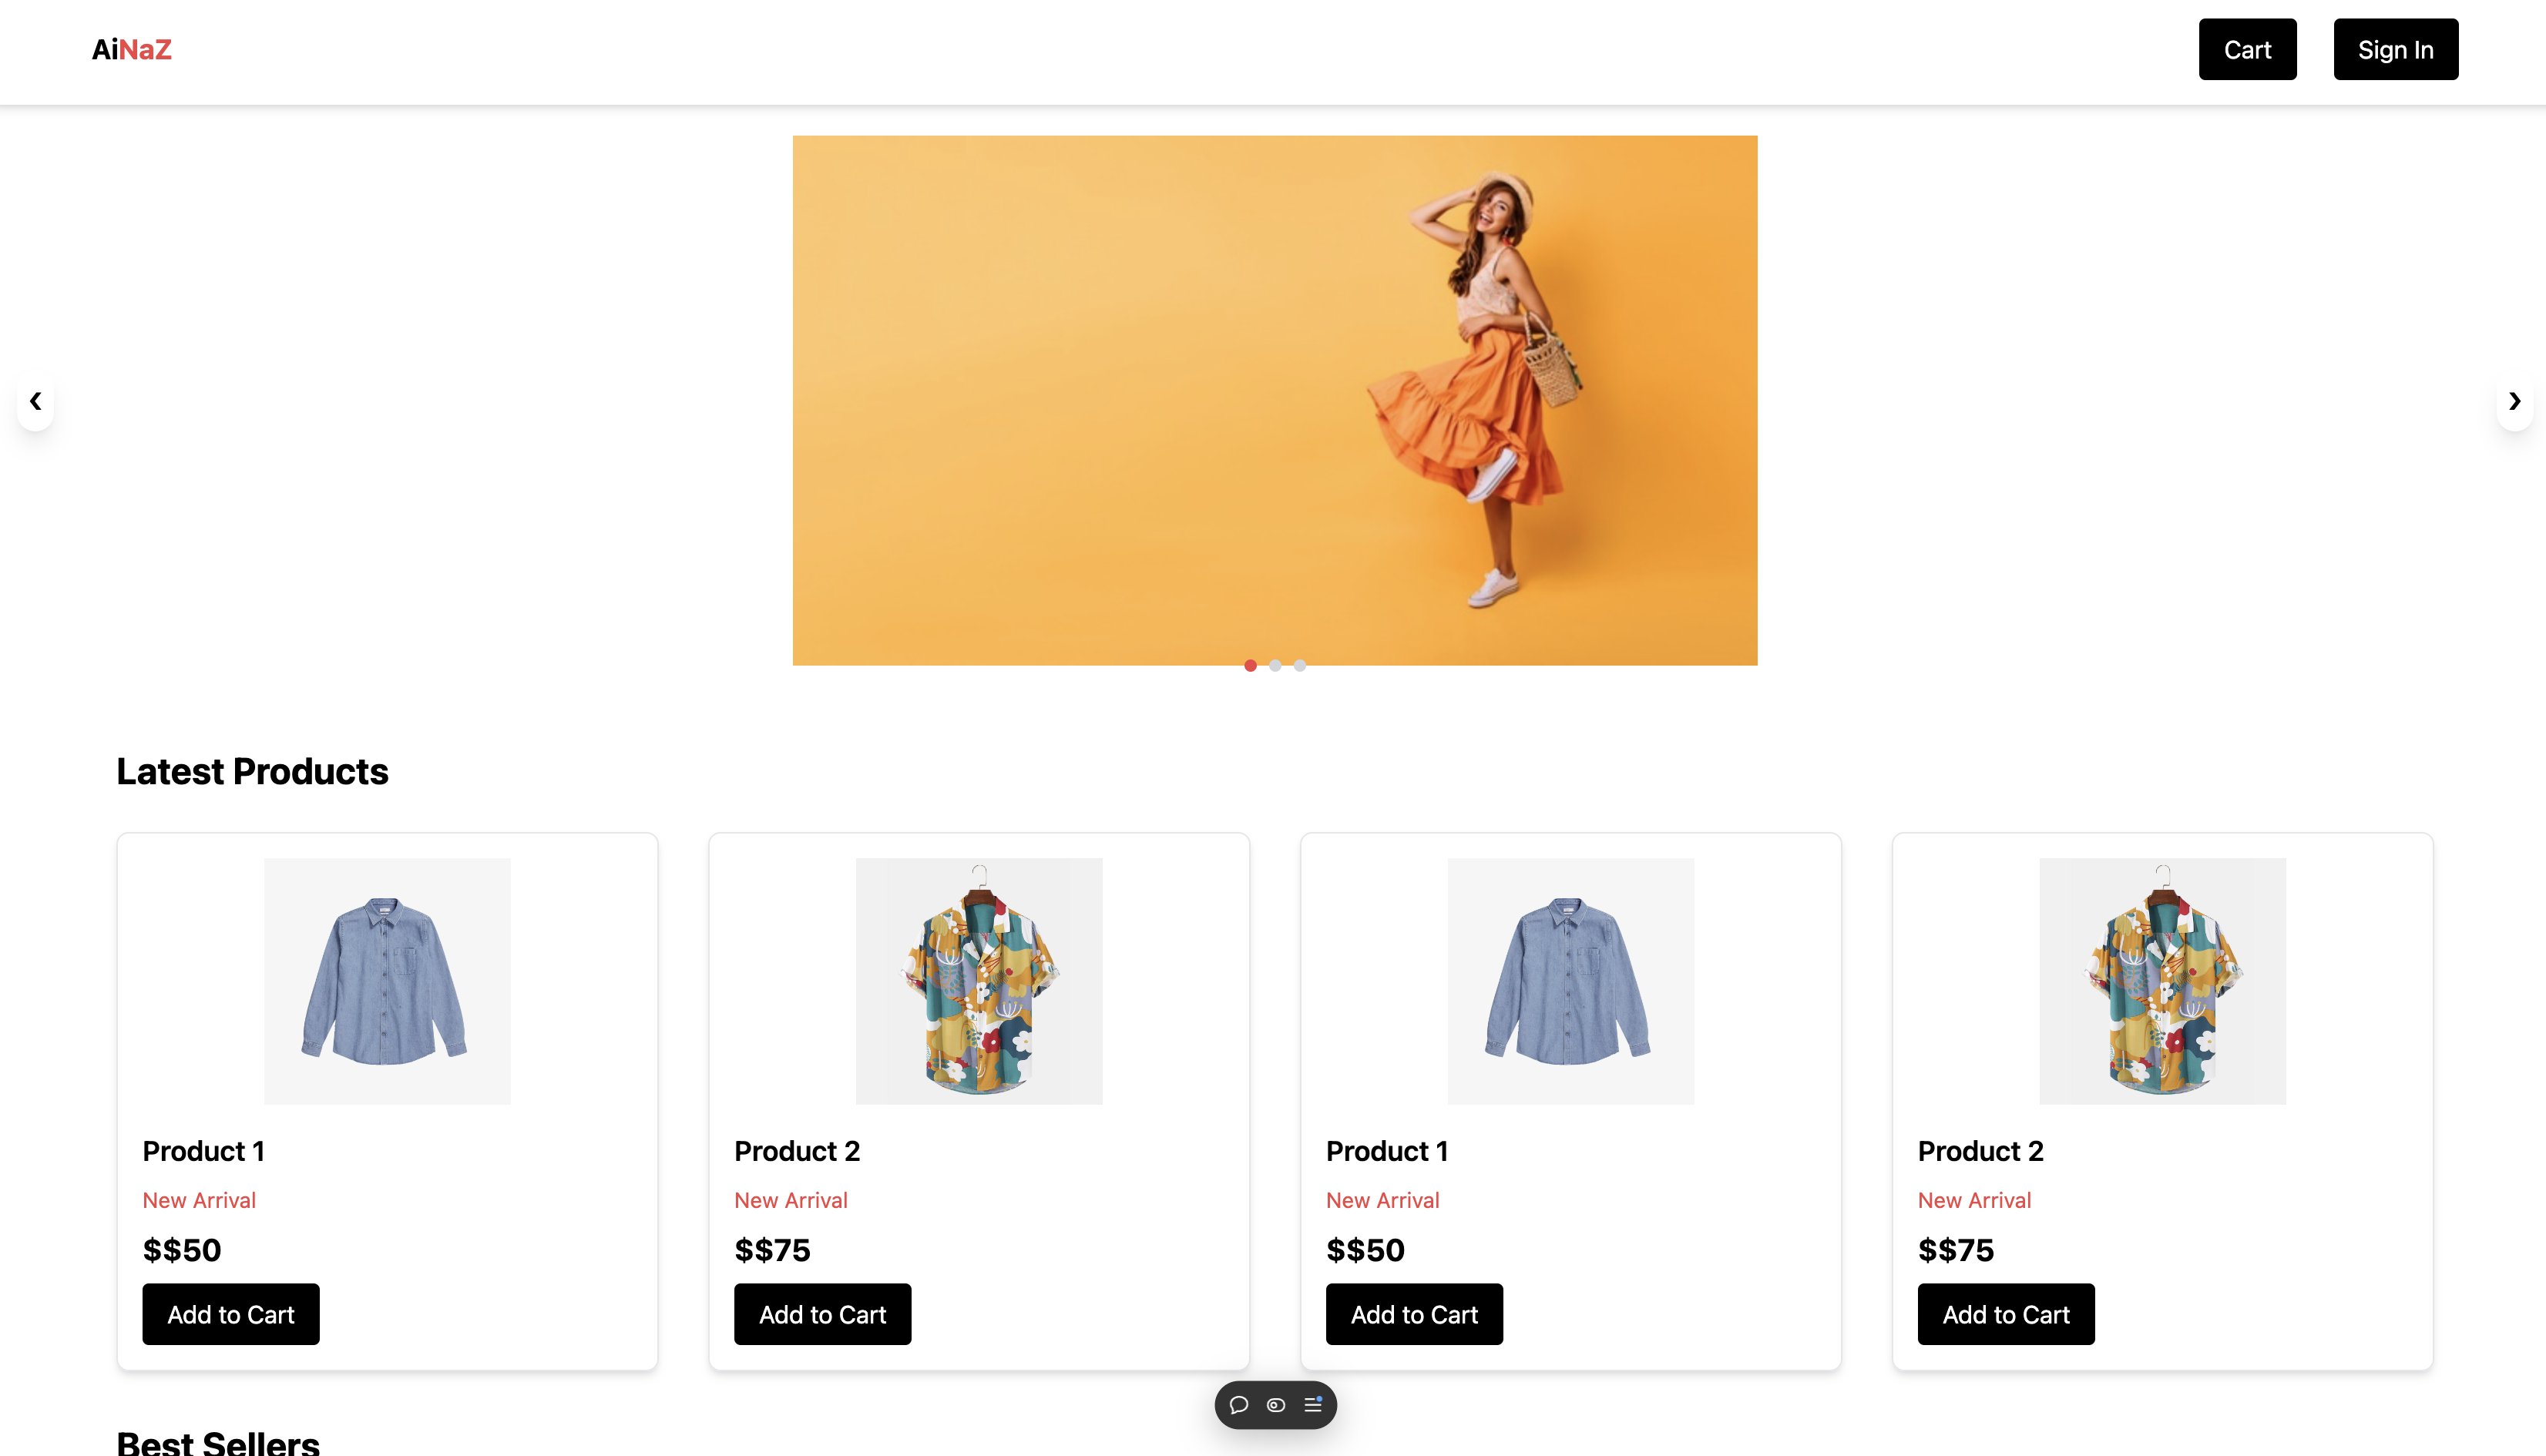 AiNaZ
Cart
Sign In
❮
❯
Latest Products
Product 1
New Arrival
$$50
Add to Cart
Product 2
New Arrival
$$75
Add to Cart
Product 1
New Arrival
$$50
Add to Cart
Product 2
New Arrival
$$75
Add to Cart
Best Sellers